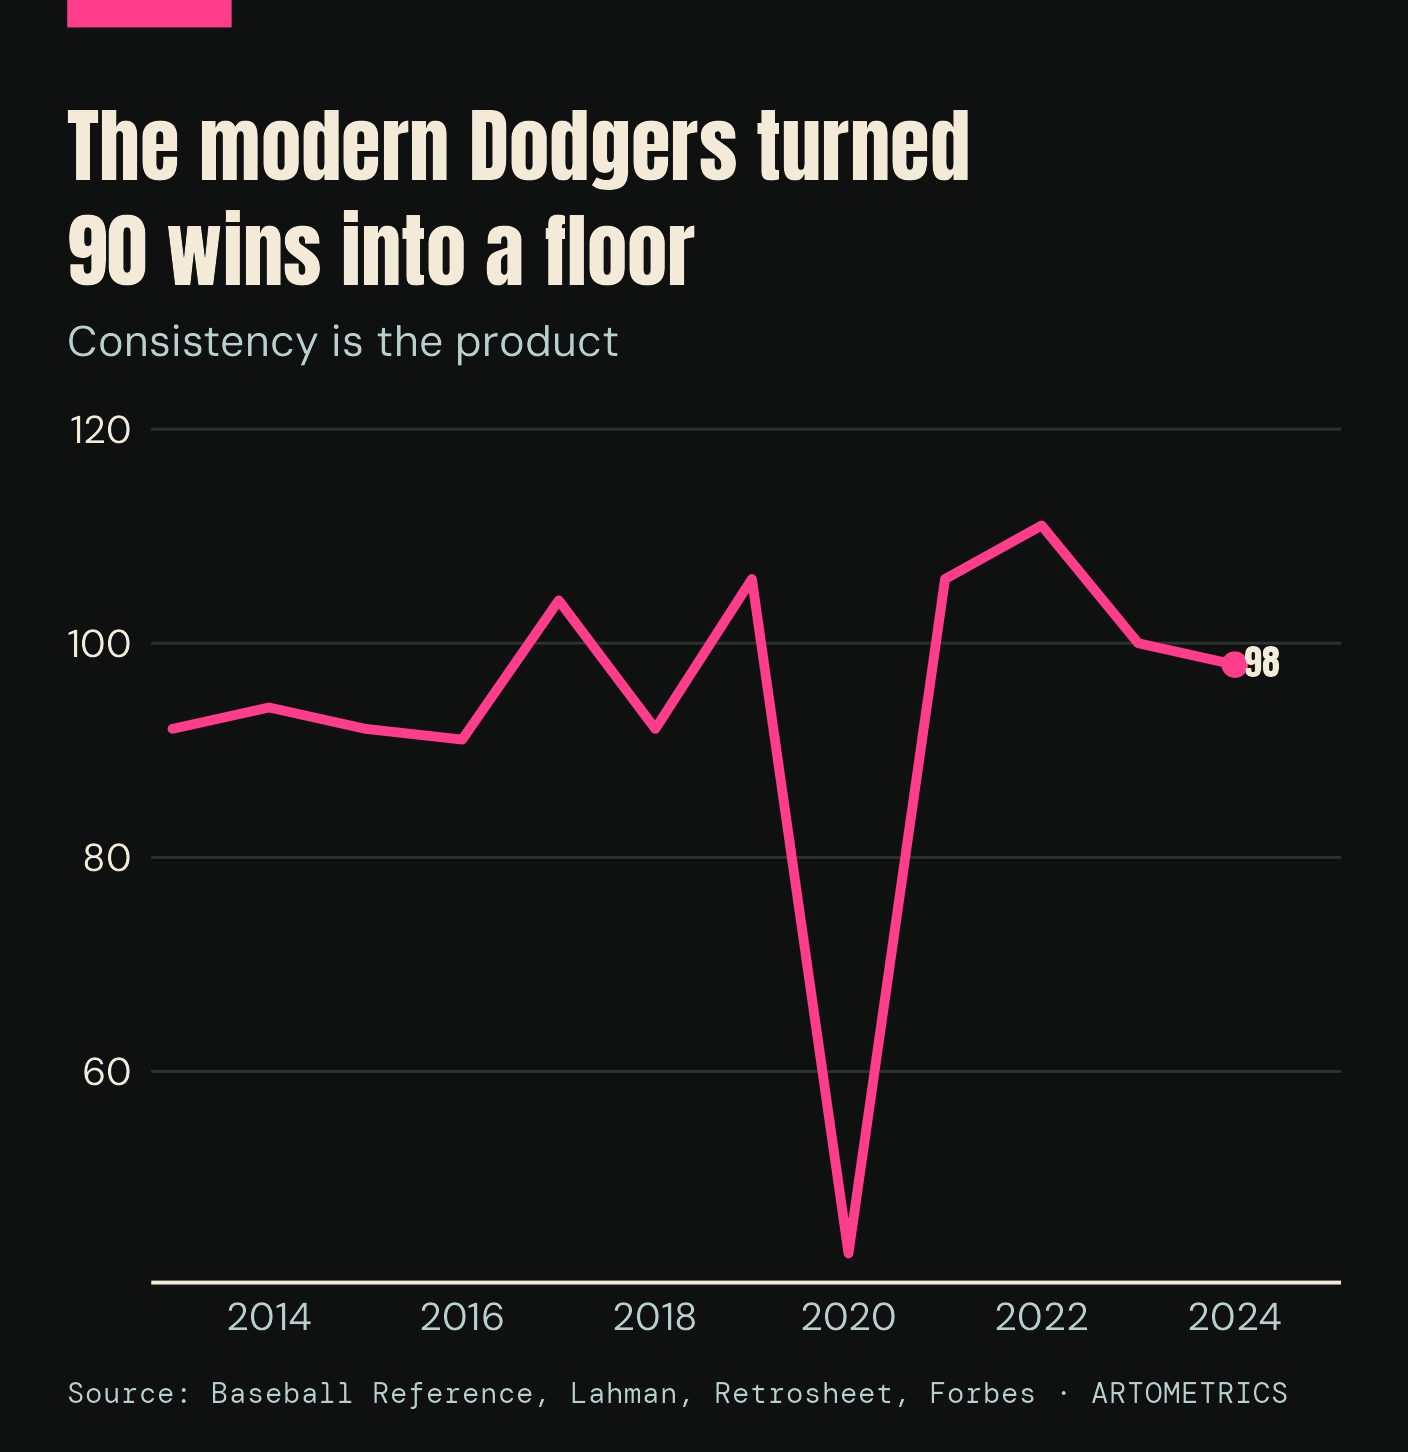 The modern Dodgers turned
90 wins into a floor
Consistency is the product
120
100
98
80
60
2014 2016 2018 2020 2022 2024
Source: Baseball Reference, Lahman, Retrosheet, Forbes · ARTOMETRICS